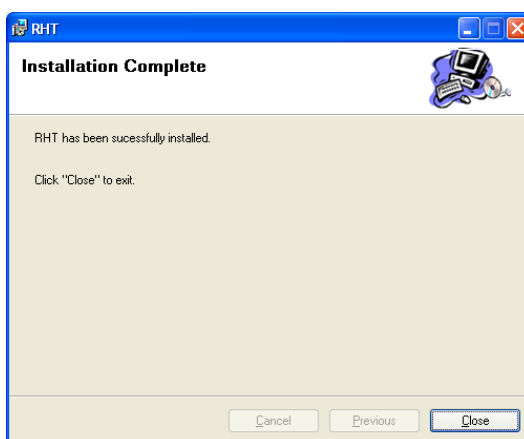 RHT
Installation Complete
RHT has been sucessfully installed.
Click "Close" to exit.
Cancel
Previous
Close